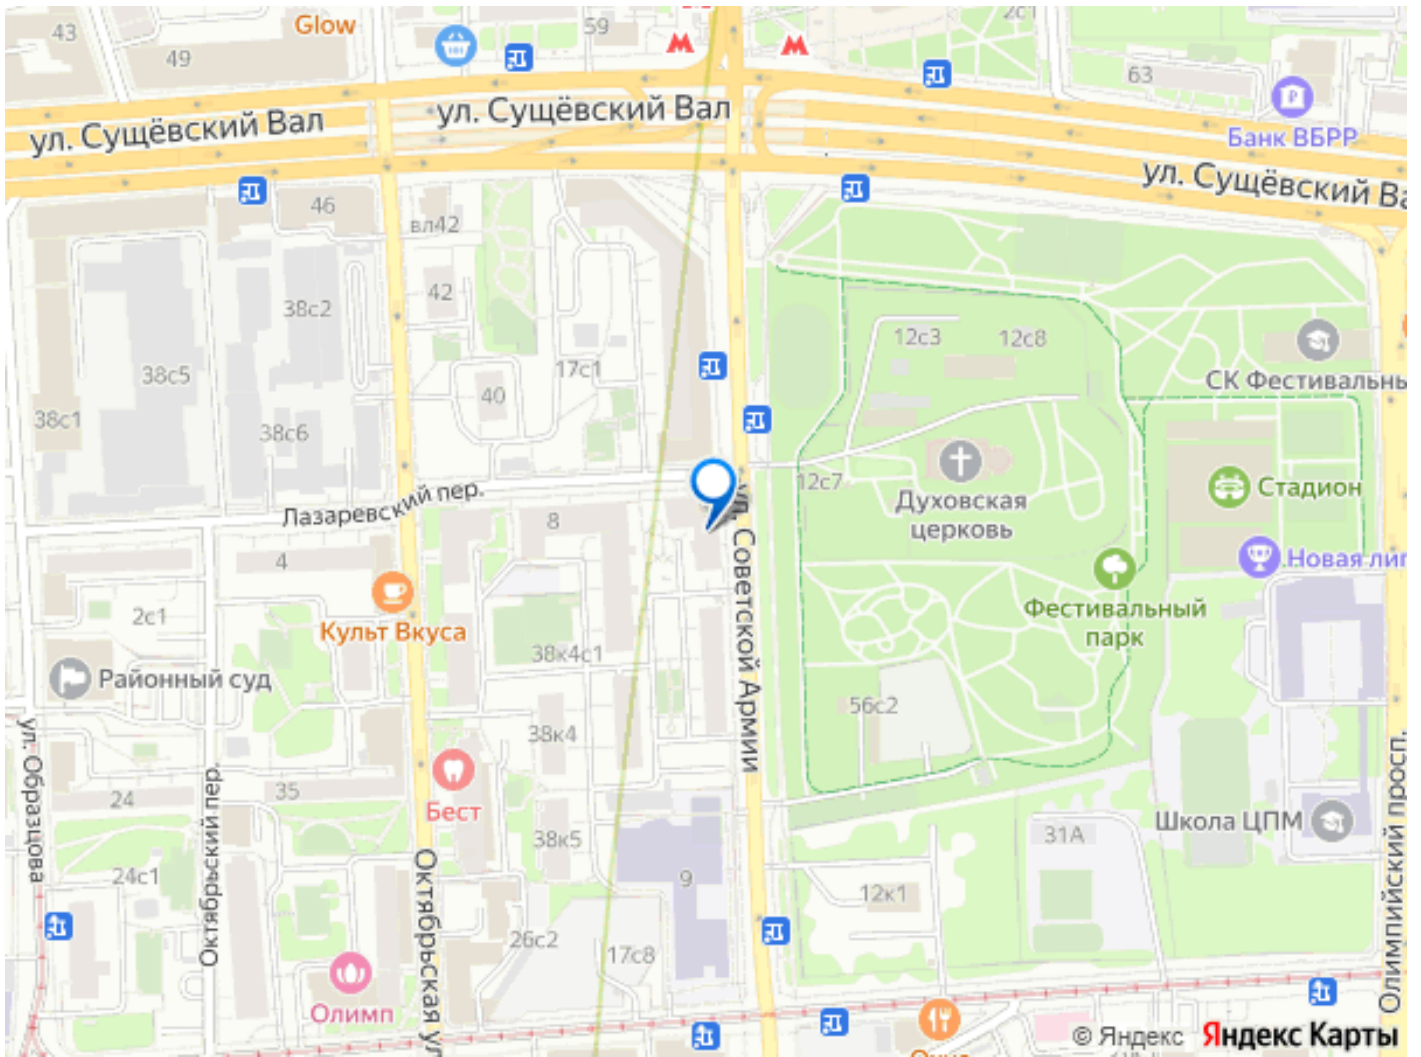 43
Glow
59
2с1
49
63
Банк ВБРР
ул. Сущёвский Вал
ул. Сущёвский Вал
ул. Сущёвский Ва
46
вл42
42
38с2
12с3
12с8
17с1
38с5
СК Фестивальнь
40
38с1
38с6
12с7
Стадион
Лазаревский пер.
Духовская
церковь
8
4
Новая лиг
ул. Советской Армии
2с1
Культ Вкуса
Фестивальный
парк
38к4с1
Районный суд
56с2
38к4
ул. Образцова
24
35
Бест
Октябрьский пер.
Школа ЦПМ
31А
38к5
24с1
9
12к1
Октябрьская ул
Олимпийский просп.
26с2
17с8
Олимп
© Яндекс Яндекс Карты